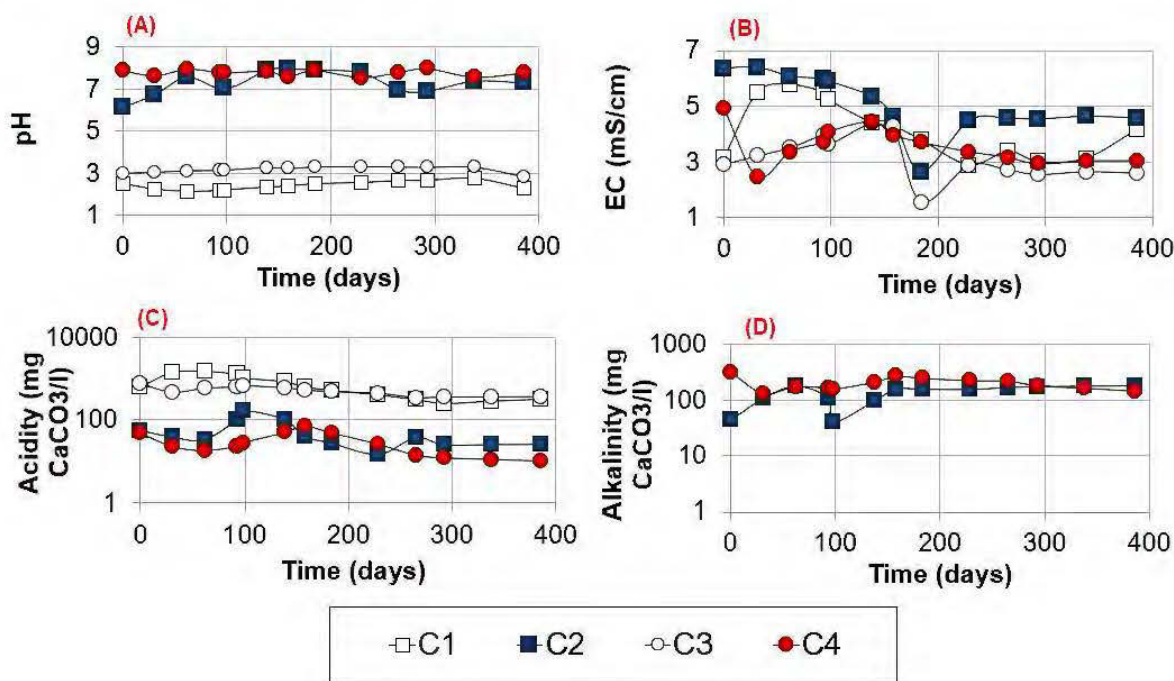 (A)
9
7
5
3
1
pH
0 100 200 300 400
Time (days)
(B)
7
5
3
1
EC (mS/cm)
0 100 200 300 400
Time (days)
(C)
10000
100
1
Acidity (mg
CaCO3/l)
0 100 200 300 400
Time (days)
(D)
1000
100
10
1
Alkalinity (mg
CaCO3/l)
0 100 200 300 400
Time (days)
C1 C2 C3 C4